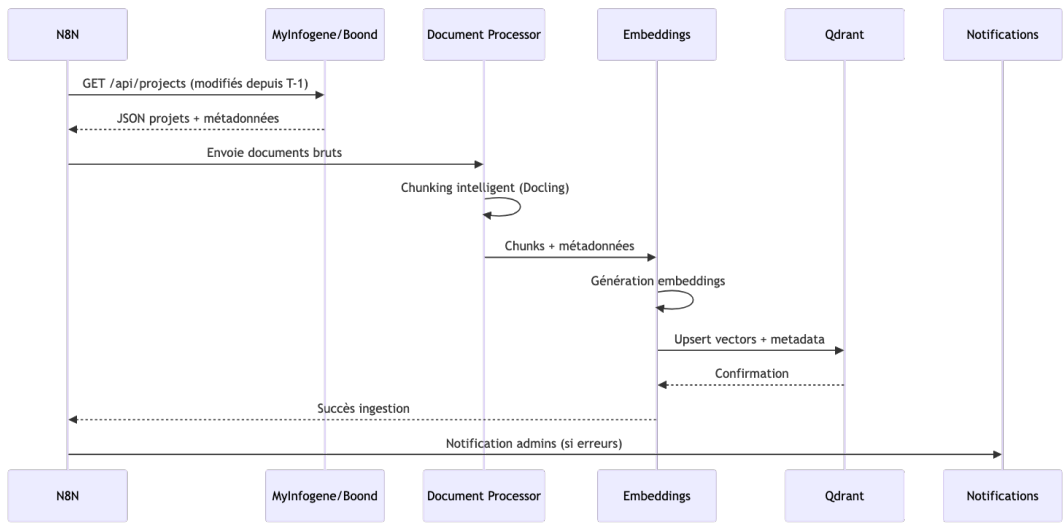 N8N
MyInfogene/Boond
Document Processor
Embeddings
Qdrant
Notifications
GET /api/projects (modifiés depuis T-1)
JSON projets + métadonnées
Envoie documents bruts
Chunking intelligent (Docling)
Chunks + métadonnées
Génération embeddings
Upsert vectors + metadata
Confirmation
Succès ingestion
Notification admins (si erreurs)
N8N
MyInfogene/Boond
Document Processor
Embeddings
Qdrant
Notifications